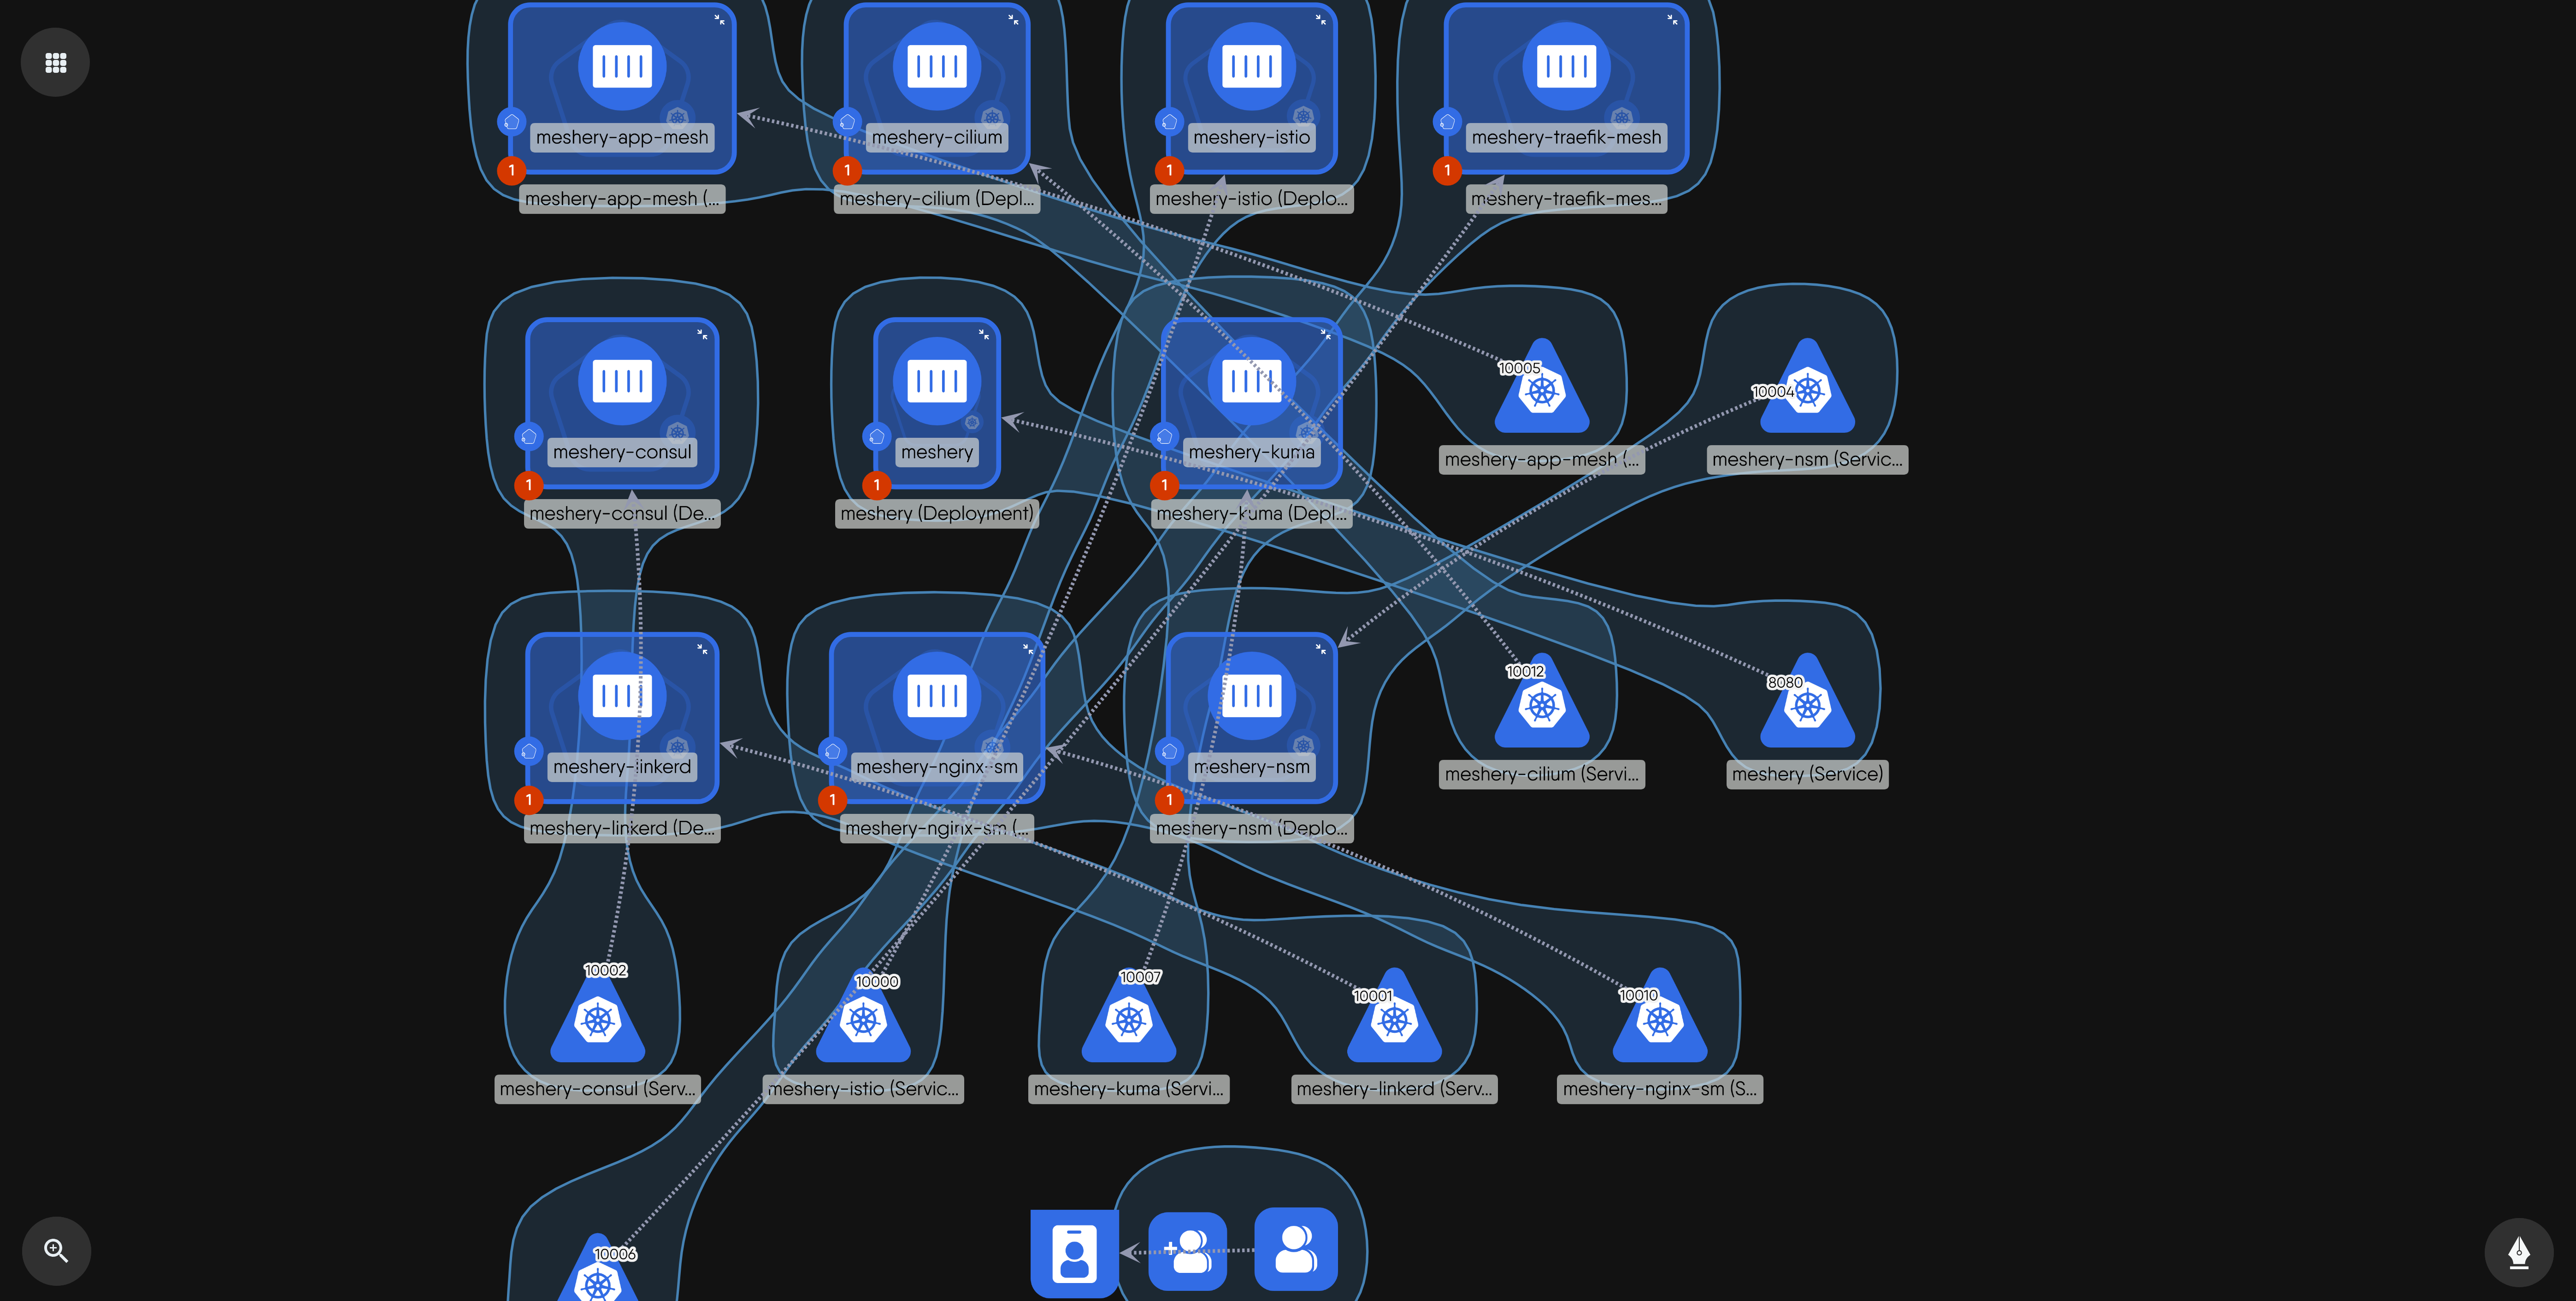 meshery-app-mesh
meshery-cilium
meshery-istio
meshery-traefik-mesh
1
1
1
1
meshery-app-mesh (...
meshery-cilium (Depl...
meshery-istio (Deplo...
meshery-traefik-mes...
10005
10004
meshery-consul
meshery
meshery-kuma
meshery-app-mesh (...
meshery-nsm (Servic...
1
1
1
meshery-consul (De...
meshery (Deployment)
meshery-kuma (Depl...
10012
8080
meshery-linkerd
meshery-nginx-sm
meshery-nsm
meshery-cilium (Servi...
meshery (Service)
1
1
1
meshery-linkerd (De...
meshery-nginx-sm (...
meshery-nsm (Deplo...
10002
10000
10007
10001
10010
meshery-consul (Serv...
meshery-istio (Servic...
meshery-kuma (Servi...
meshery-linkerd (Serv...
meshery-nginx-sm (S...
10006